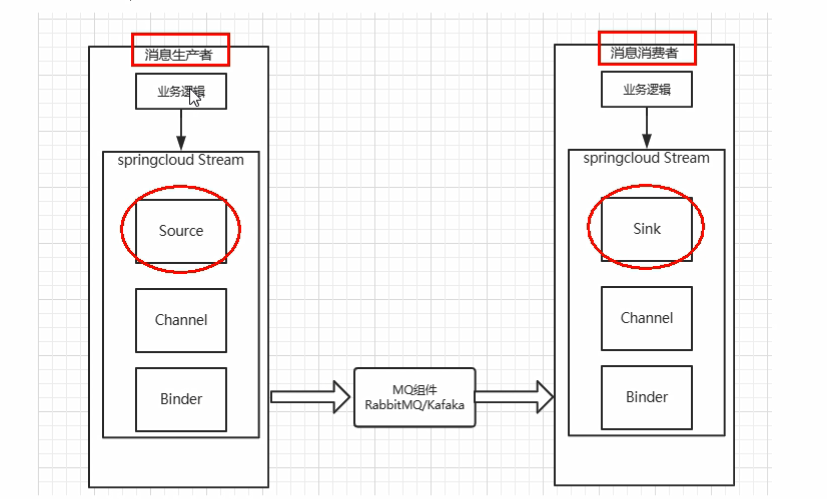 消息生产者
业务逻辑
springcloud Stream
Source
Channel
Binder
MQ组件
RabbitMQ/Kafaka
消息消费者
业务逻辑
springcloud Stream
Sink
Channel
Binder